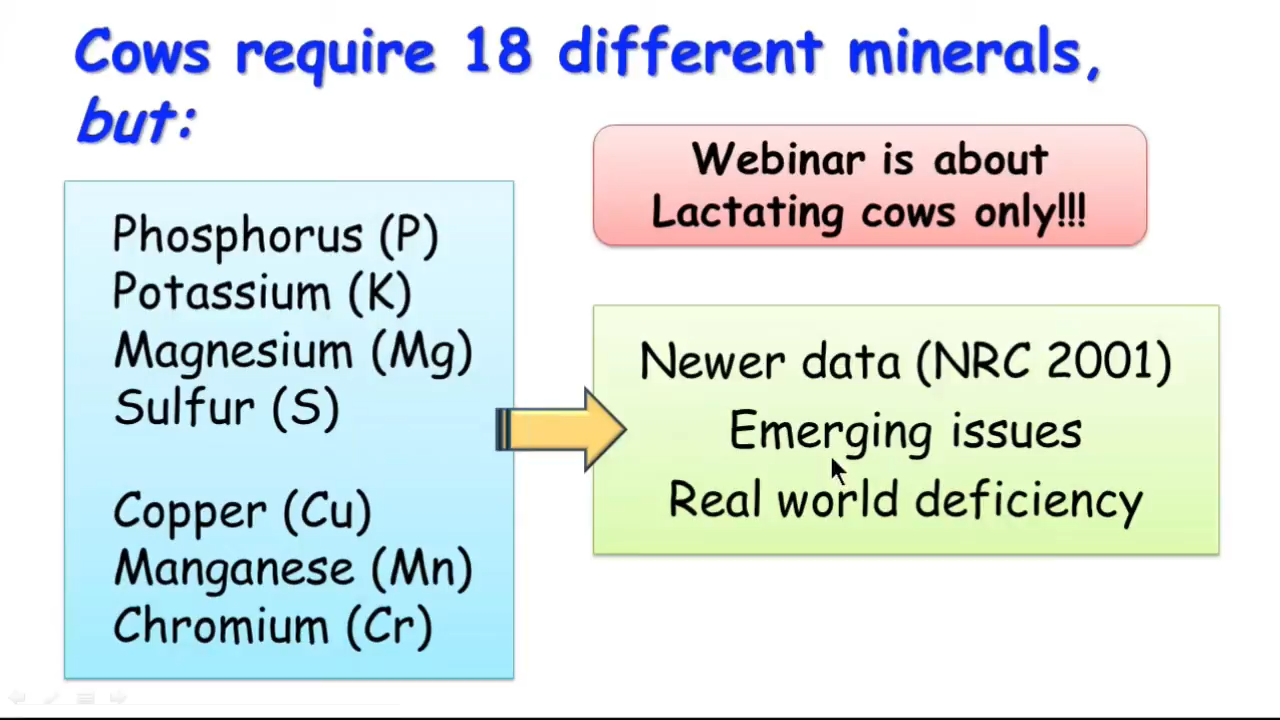 Cows require 18 different minerals,
but:
Webinar is about
Lactating cows only!!!
Phosphorus (P)
Potassium (K)
Magnesium (Mg)
Sulfur (S)
Copper (Cu)
Manganese (Mn)
Chromium (Cr)
Newer data (NRC 2001)
Emerging issues
Real world deficiency